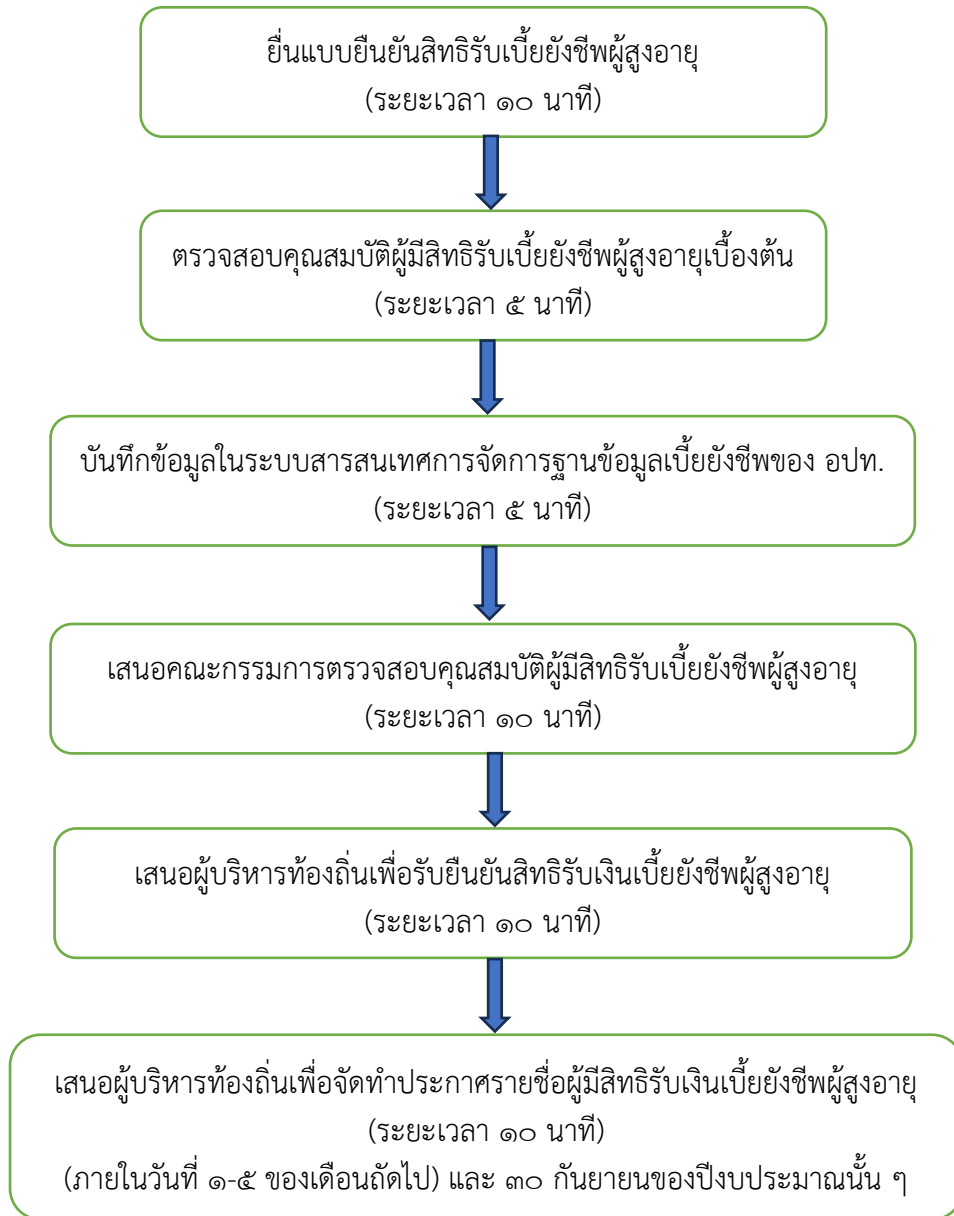 ยื่นแบบยืนยันสิทธิรับเบี้ยยังชีพผู้สูงอายุ
(ระยะเวลา ๑๐ นาที)
ตรวจสอบคุณสมบัติผู้มีสิทธิรับเบี้ยยังชีพผู้สูงอายุเบื้องต้น
(ระยะเวลา ๕ นาที)
บันทึกข้อมูลในระบบสารสนเทศการจัดการฐานข้อมูลเบี้ยยังชีพของ อปท.
(ระยะเวลา ๕ นาที)
เสนอคณะกรรมการตรวจสอบคุณสมบัติผู้มีสิทธิรับเบี้ยยังชีพผู้สูงอายุ
(ระยะเวลา ๑๐ นาที)
เสนอผู้บริหารท้องถิ่นเพื่อรับยืนยันสิทธิรับเงินเบี้ยยังชีพผู้สูงอายุ
(ระยะเวลา ๑๐ นาที)
เสนอผู้บริหารท้องถิ่นเพื่อจัดทำประกาศรายชื่อผู้มีสิทธิรับเงินเบี้ยยังชีพผู้สูงอายุ
(ระยะเวลา ๑๐ นาที)
(ภายในวันที่ ๑-๕ ของเดือนถัดไป) และ ๓๐ กันยายนของปีงบประมาณนั้น ๆ